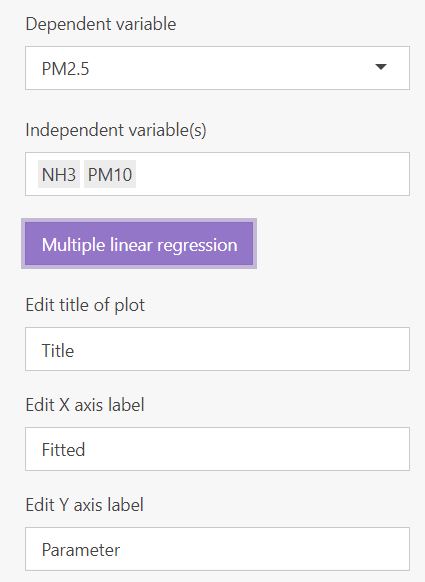 Dependent variable
PM2.5
Independent variable(s)
NH3 PM10
Multiple linear regression
Edit title of plot
Title
Edit X axis label
Fitted
Edit Y axis label
Parameter